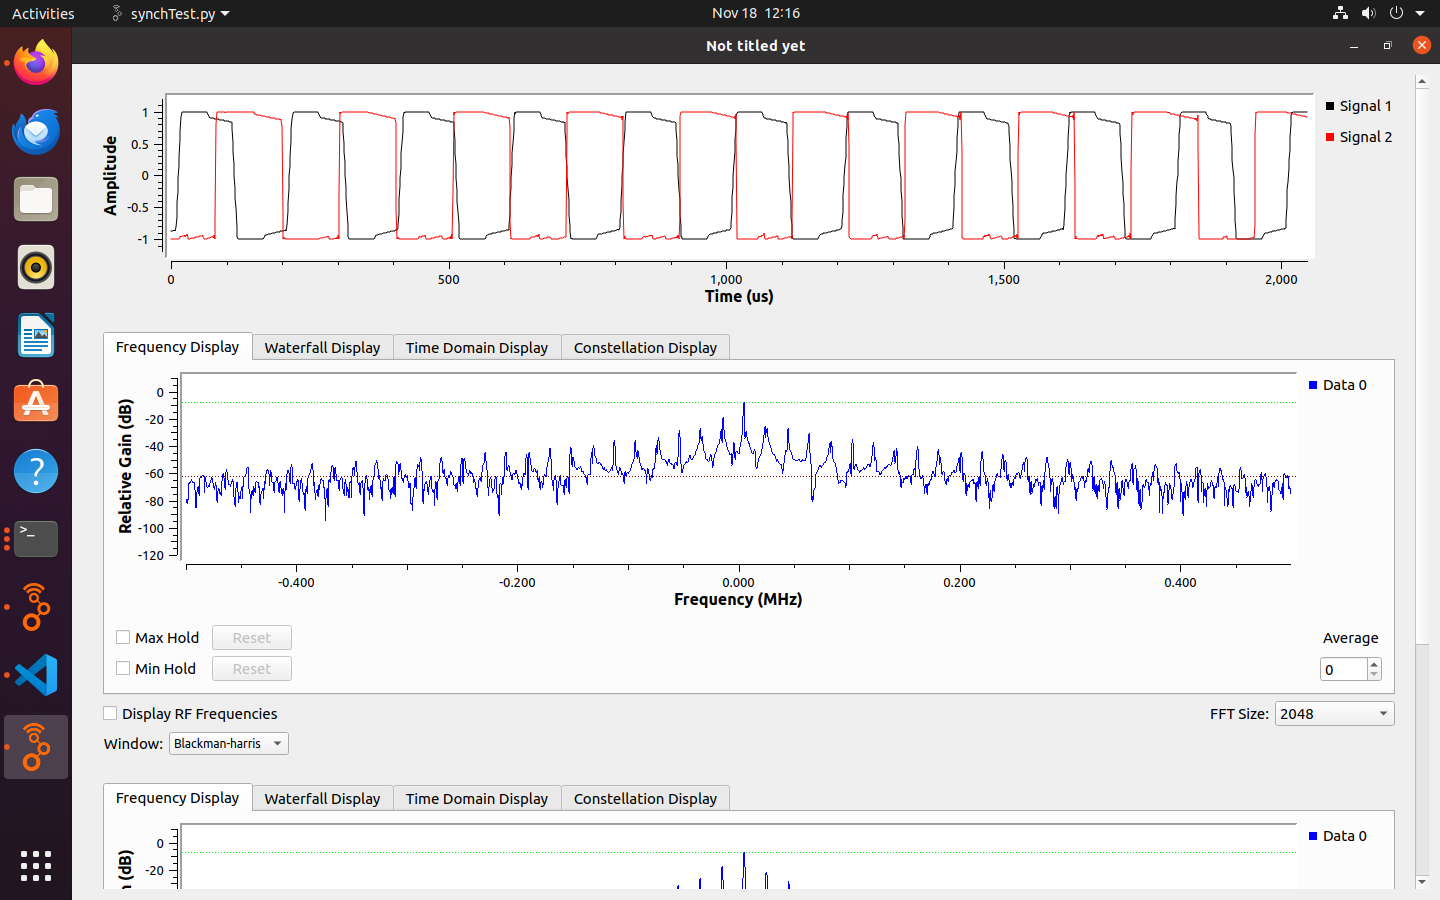 Activities
synchTest.py
Nov 18 12:16
Not titled yet
Amplitude
1
0.5
0
-0.5
-1
0
500
1,000
1,500
2,000
Time (us)
Signal 1
Signal 2
Frequency Display
Waterfall Display
Time Domain Display
Constellation Display
Relative Gain (dB)
0
-20
-40
-60
-80
-100
-120
-0.400
-0.200
0.000
0.200
0.400
Frequency (MHz)
Data 0
Max Hold
Reset
Average
Min Hold
Reset
0
Display RF Frequencies
FFT Size:
2048
Window:
Blackman-harris
Frequency Display
Waterfall Display
Time Domain Display
Constellation Display
(dB)
0
-20
Data 0